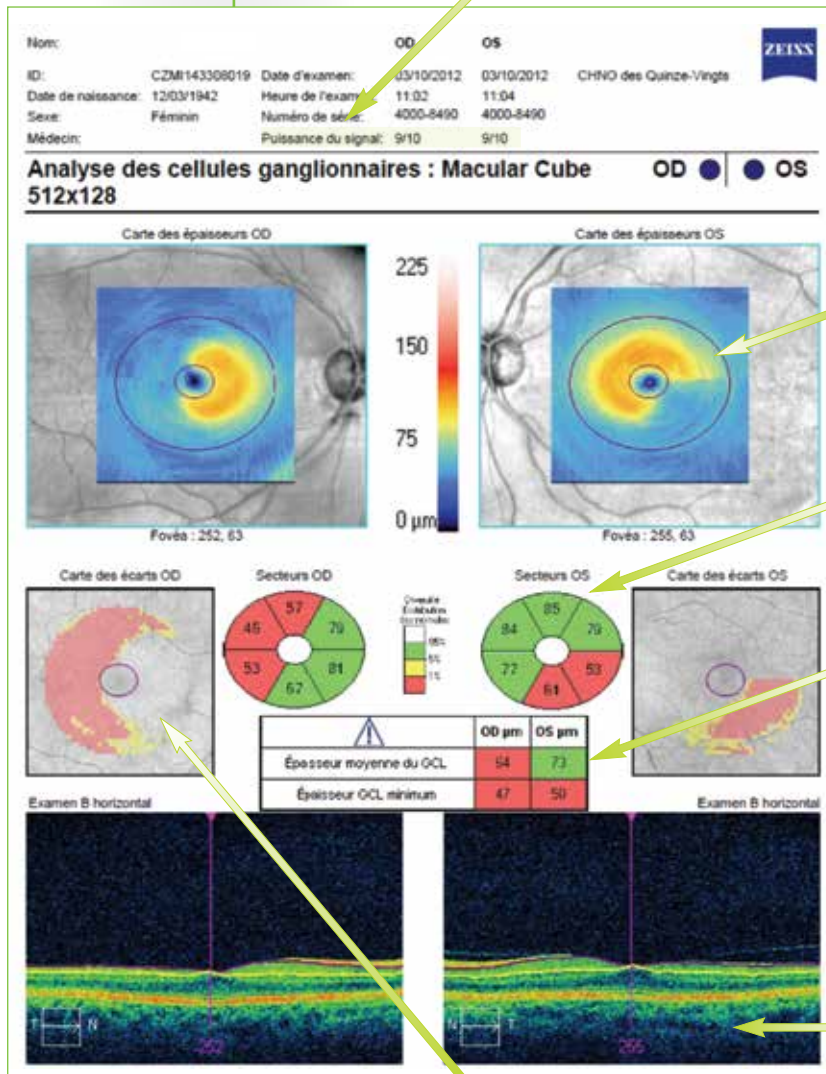 Nom: OD OS
ZEISS
ID: CZMI143308019 Date d'examen: 03/10/2012 03/10/2012 CHNO des Quinze-Vingts
Date de naissance: 12/03/1942 Heure de l'exam 11:02 11:04
Sexe: Féminin Numéro de série: 4000-8490 4000-8490
Médecin: Puissance du signal: 9/10 9/10
Analyse des cellules ganglionnaires : Macular Cube 512x128 OD OS
Carte des épaisseurs OD Carte des épaisseurs OS
225
150
75
0 µm
Fovéa : 252, 63 Fovéa : 255, 63
Carte des écarts OD Secteurs OD Secteurs OS Carte des écarts OS
57 79 81 67 53 45
95%
5%
1%
85 79 53 61 77 84
OD µm OS µm
Épaisseur moyenne du GCL 64 73
Épaisseur GCL minimum 47 50
Examen B horizontal Examen B horizontal
T N N T
252 255